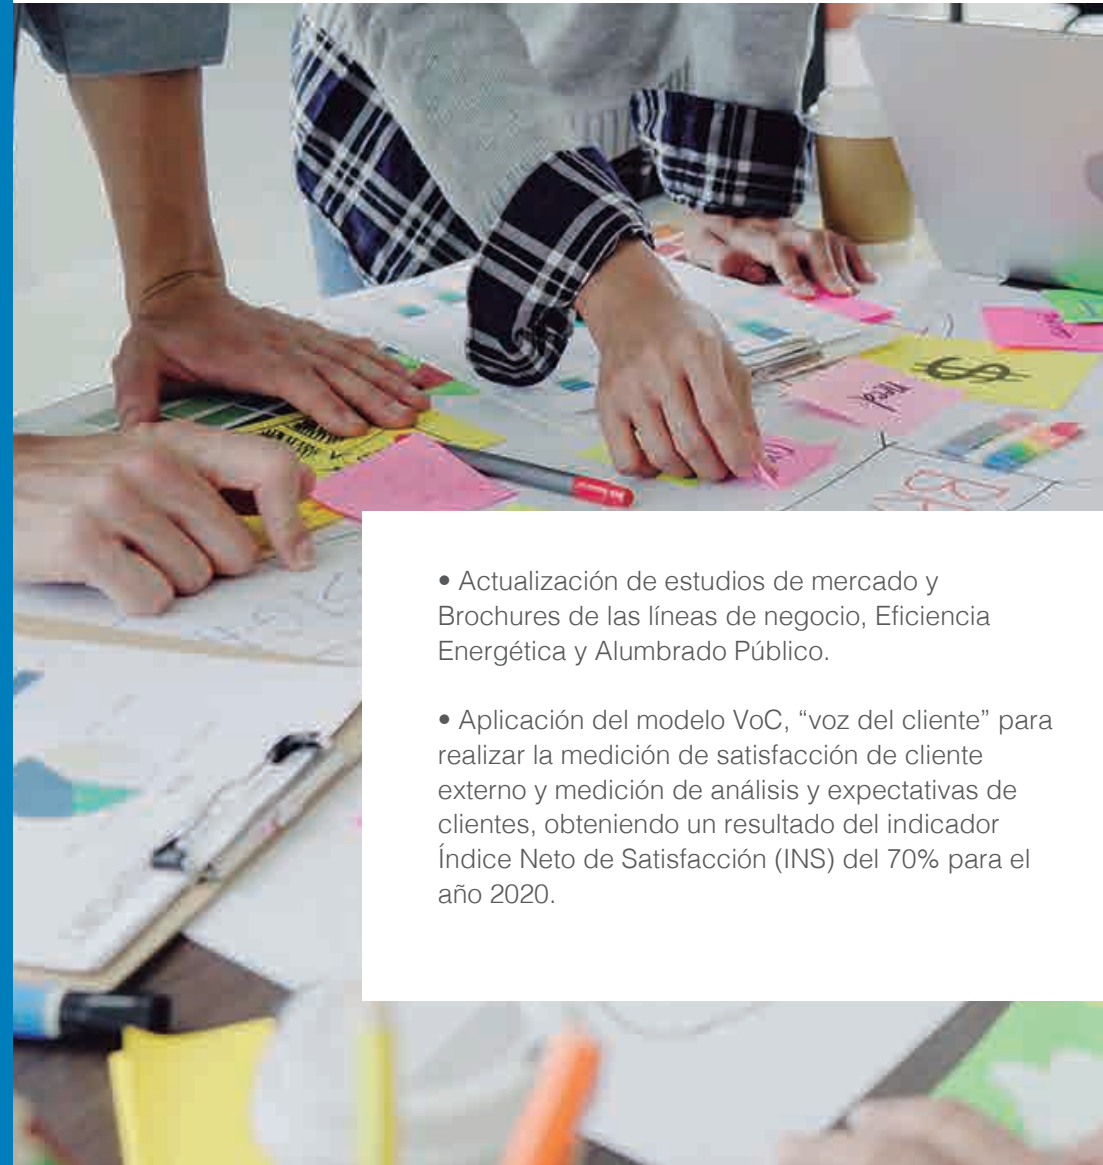 $
• Actualización de estudios de mercado y
Brochures de las líneas de negocio, Eficiencia
Energética y Alumbrado Público.
• Aplicación del modelo VoC, “voz del cliente” para
realizar la medición de satisfacción de cliente
externo y medición de análisis y expectativas de
clientes, obteniendo un resultado del indicador
Índice Neto de Satisfacción (INS) del 70% para el
año 2020.